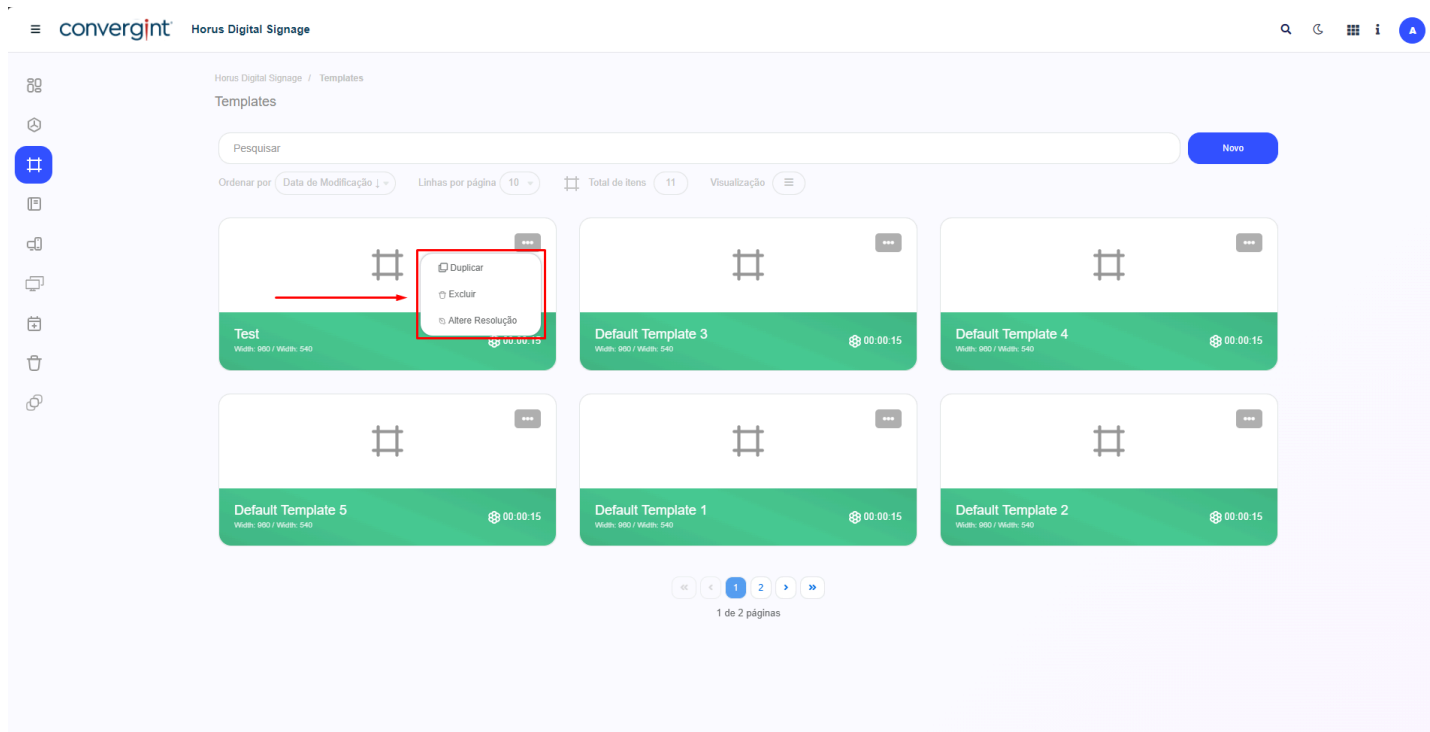 convergint Horus Digital Signage A
Horus Digital Signage / Templates
Templates
Pesquisar Novo
Ordenar por Data de Modificação ↓ Linhas por página 10 Total de itens 11 Visualização
Duplicar
Excluir
Altere Resolução
Test
Width: 960 / Width: 540
00:00:15
Default Template 3
Width: 960 / Width: 540
00:00:15
Default Template 4
Width: 960 / Width: 540
00:00:15
Default Template 5
Width: 960 / Width: 540
00:00:15
Default Template 1
Width: 960 / Width: 540
00:00:15
Default Template 2
Width: 960 / Width: 540
00:00:15
« ‹ 1 2 › »
1 de 2 páginas